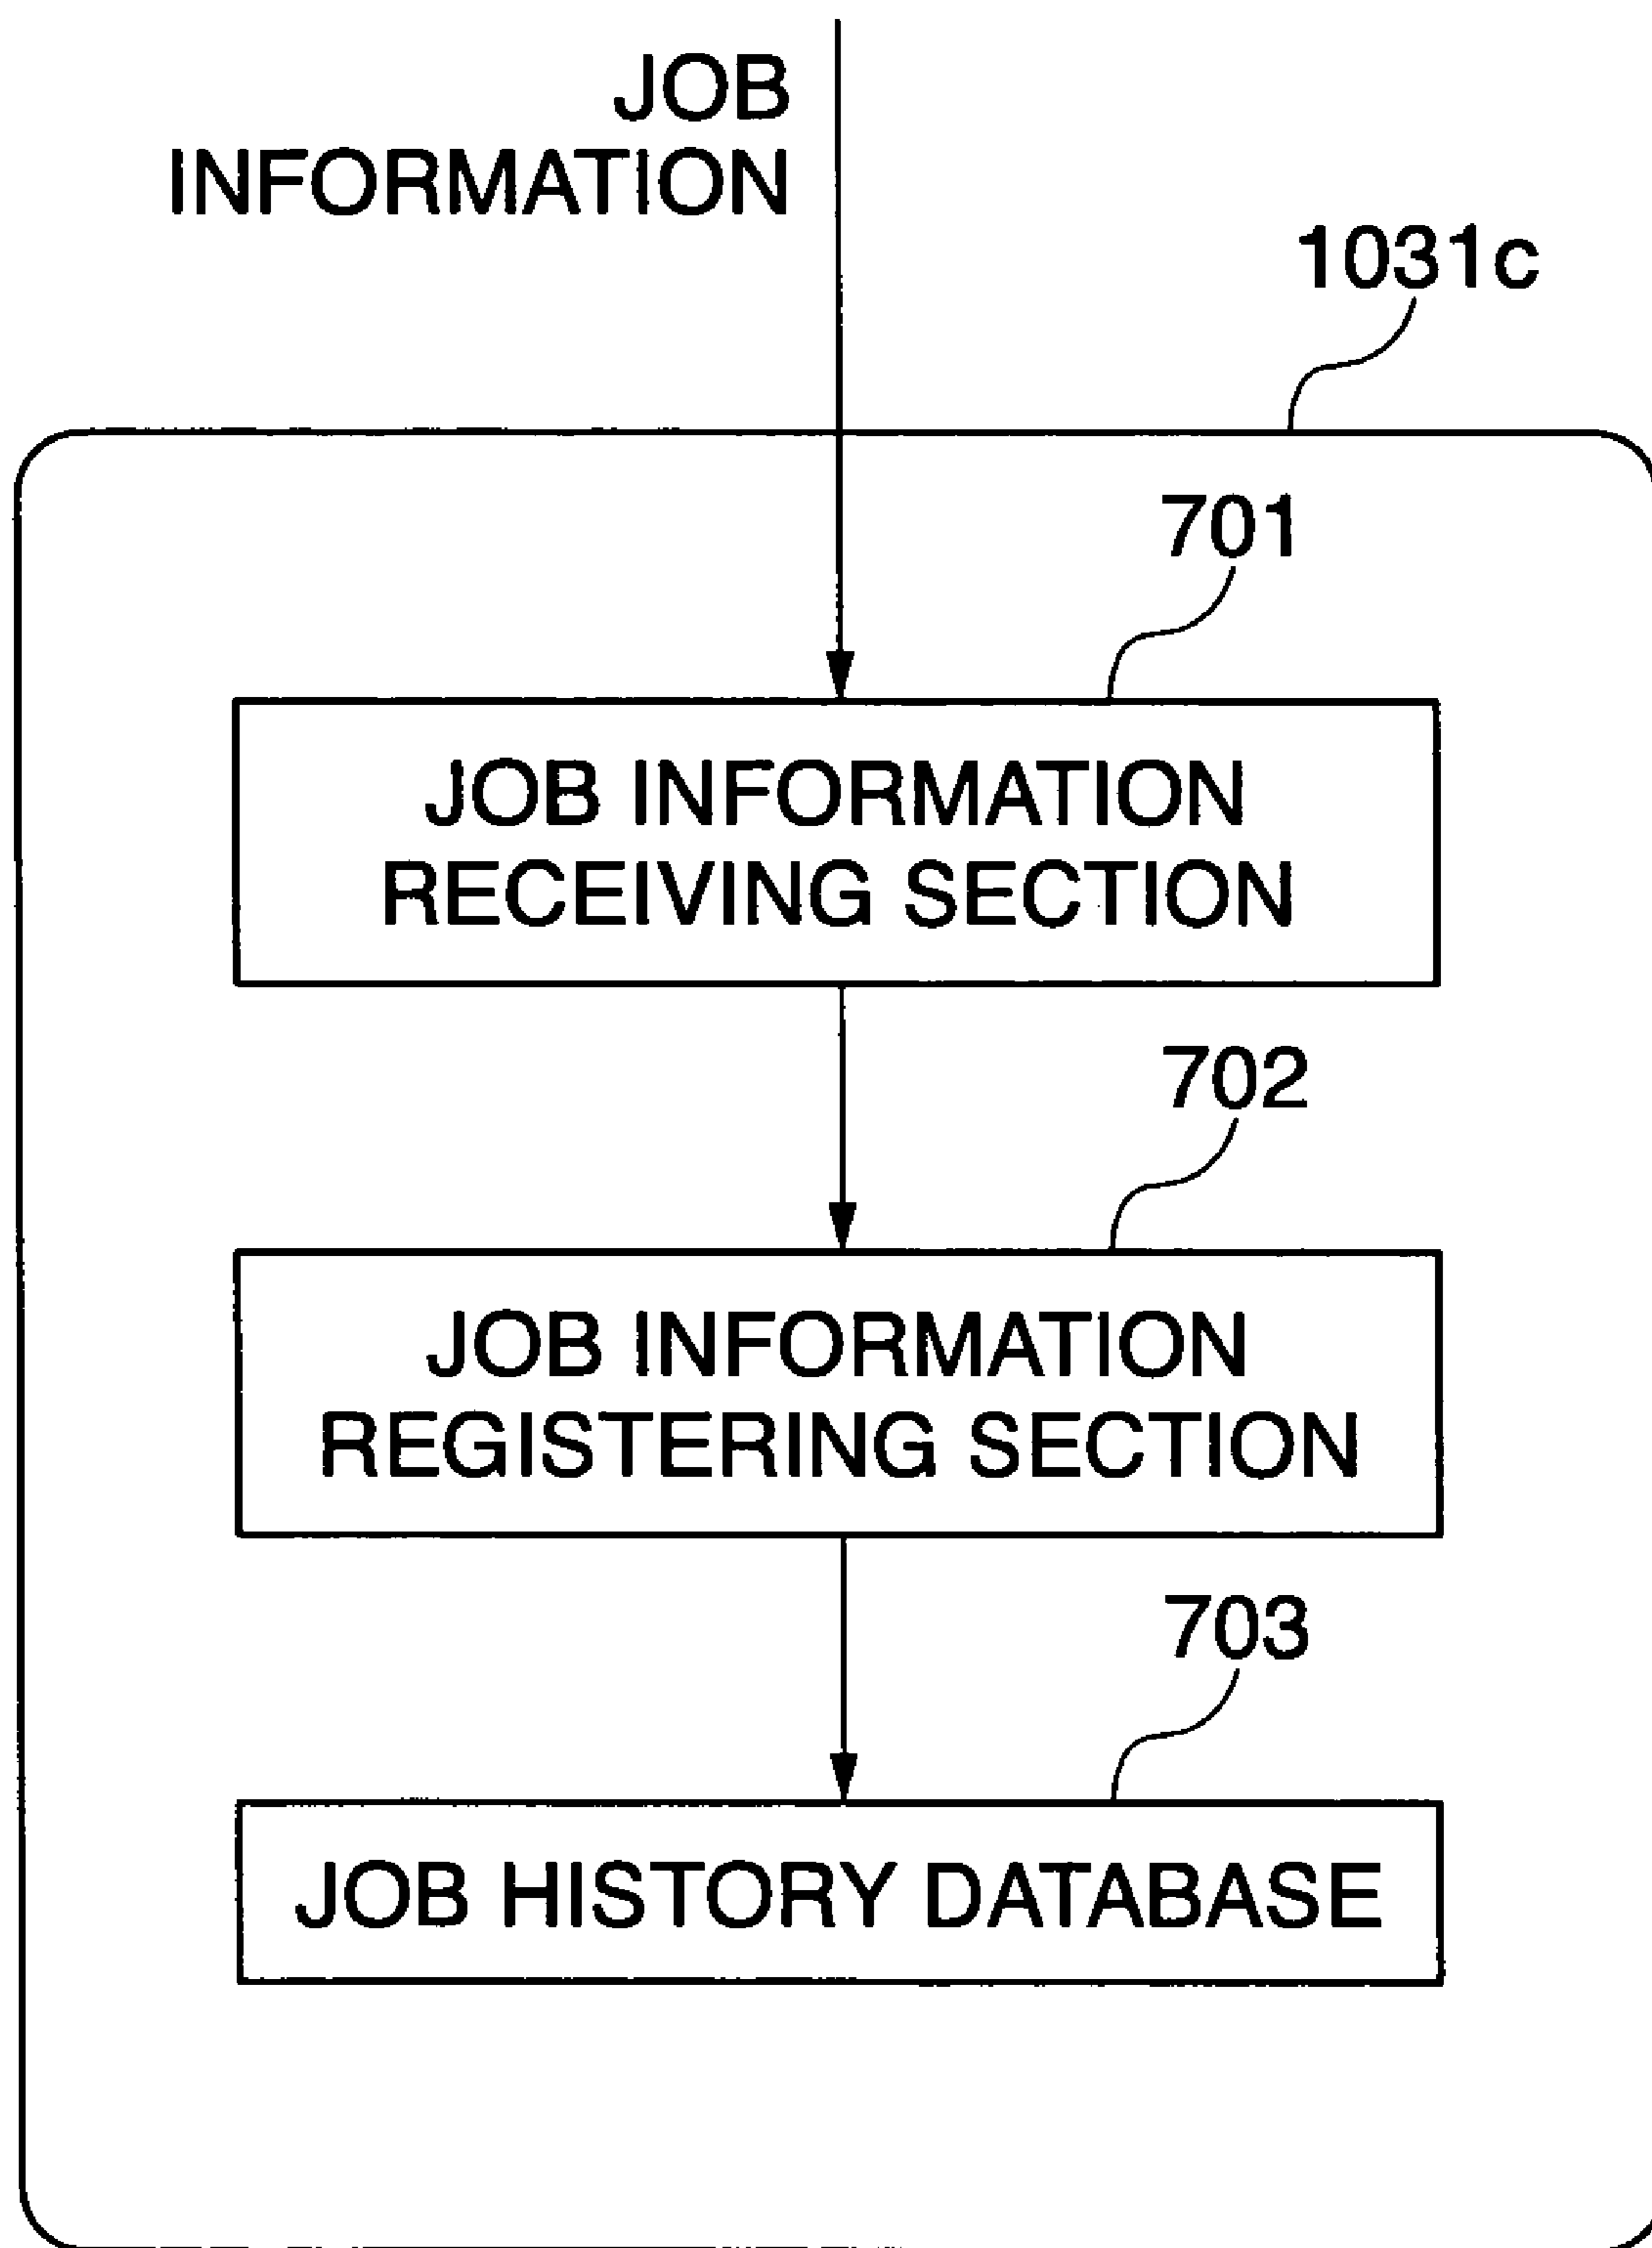 JOB
INFORMATION
1031c
701
JOB INFORMATION
RECEIVING SECTION
702
JOB INFORMATION
REGISTERING SECTION
703
JOB HISTORY DATABASE